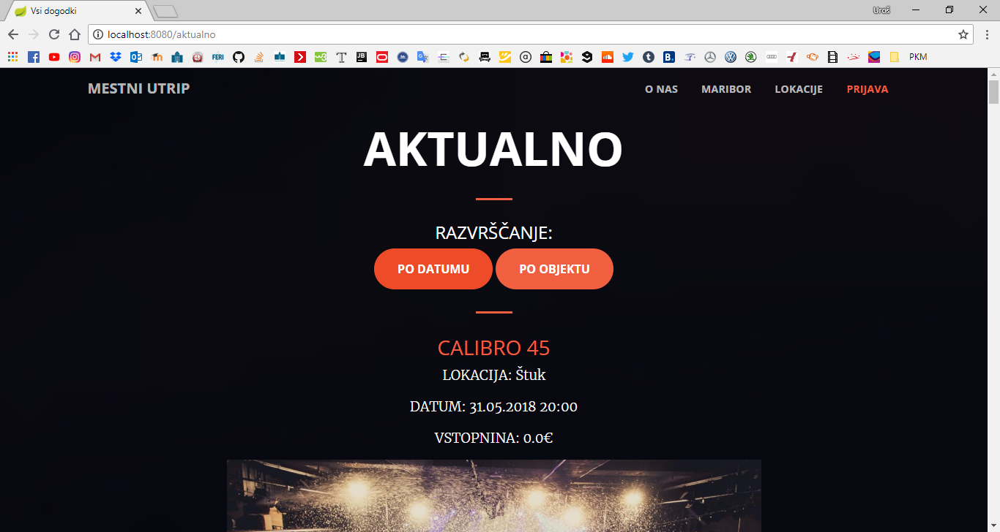 Vsi dogodki
Uroš
localhost:8080/aktualno
PKM
MESTNI UTRIP
O NAS MARIBOR LOKACIJE PRIJAVA
AKTUALNO
RAZVRŠČANJE:
PO DATUMU PO OBJEKTU
CALIBRO 45
LOKACIJA: Štuk
DATUM: 31.05.2018 20:00
VSTOPNINA: 0.0€